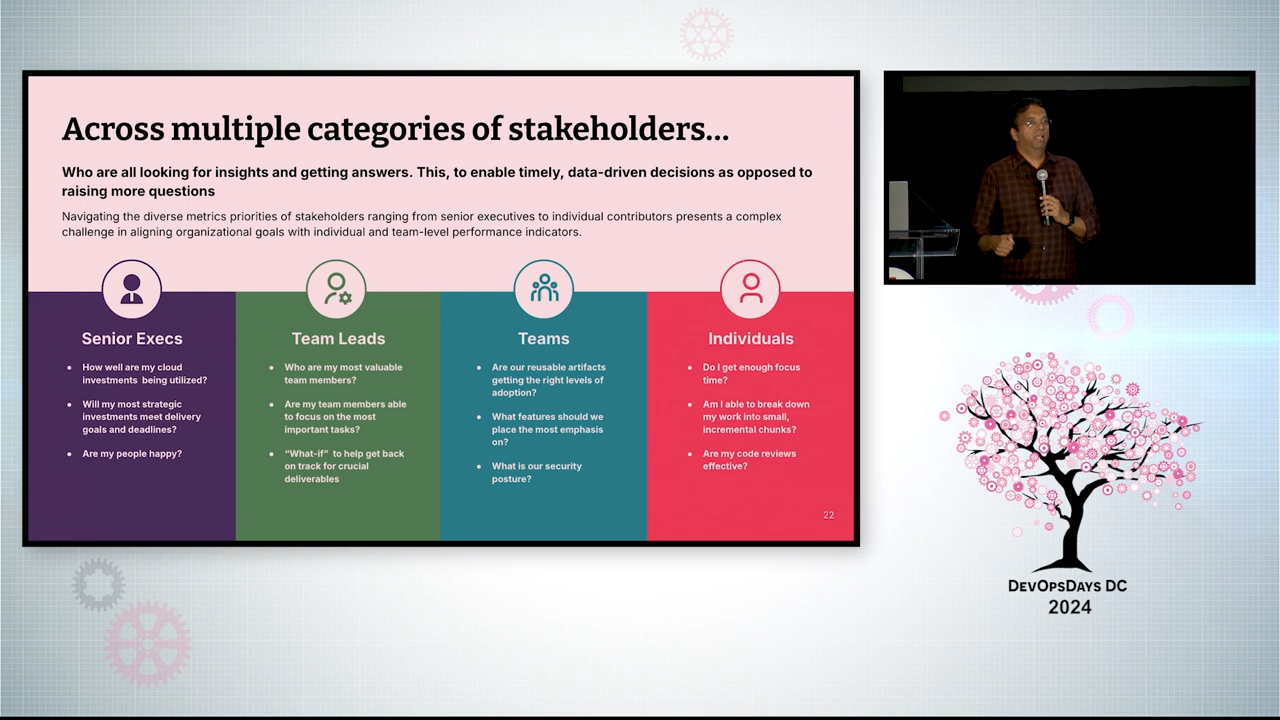 Across multiple categories of stakeholders...
Who are all looking for insights and getting answers. This, to enable timely, data-driven decisions as opposed to
raising more questions
Navigating the diverse metrics priorities of stakeholders ranging from senior executives to individual contributors presents a complex
challenge in aligning organizational goals with individual and team-level performance indicators.
Senior Execs
• How well are my cloud
investments being utilized?
• Will my most strategic
investments meet delivery
goals and deadlines?
• Are my people happy?
Team Leads
• Who are my most valuable
team members?
• Are my team members able
to focus on the most
important tasks?
• “What-if” to help get back
on track for crucial
deliverables
Teams
• Are our reusable artifacts
getting the right levels of
adoption?
• What features should we
place the most emphasis
on?
• What is our security
posture?
Individuals
• Do I get enough focus
time?
• Am I able to break down
my work into small,
incremental chunks?
• Are my code reviews
effective?
22
DevOpsDays DC
2024